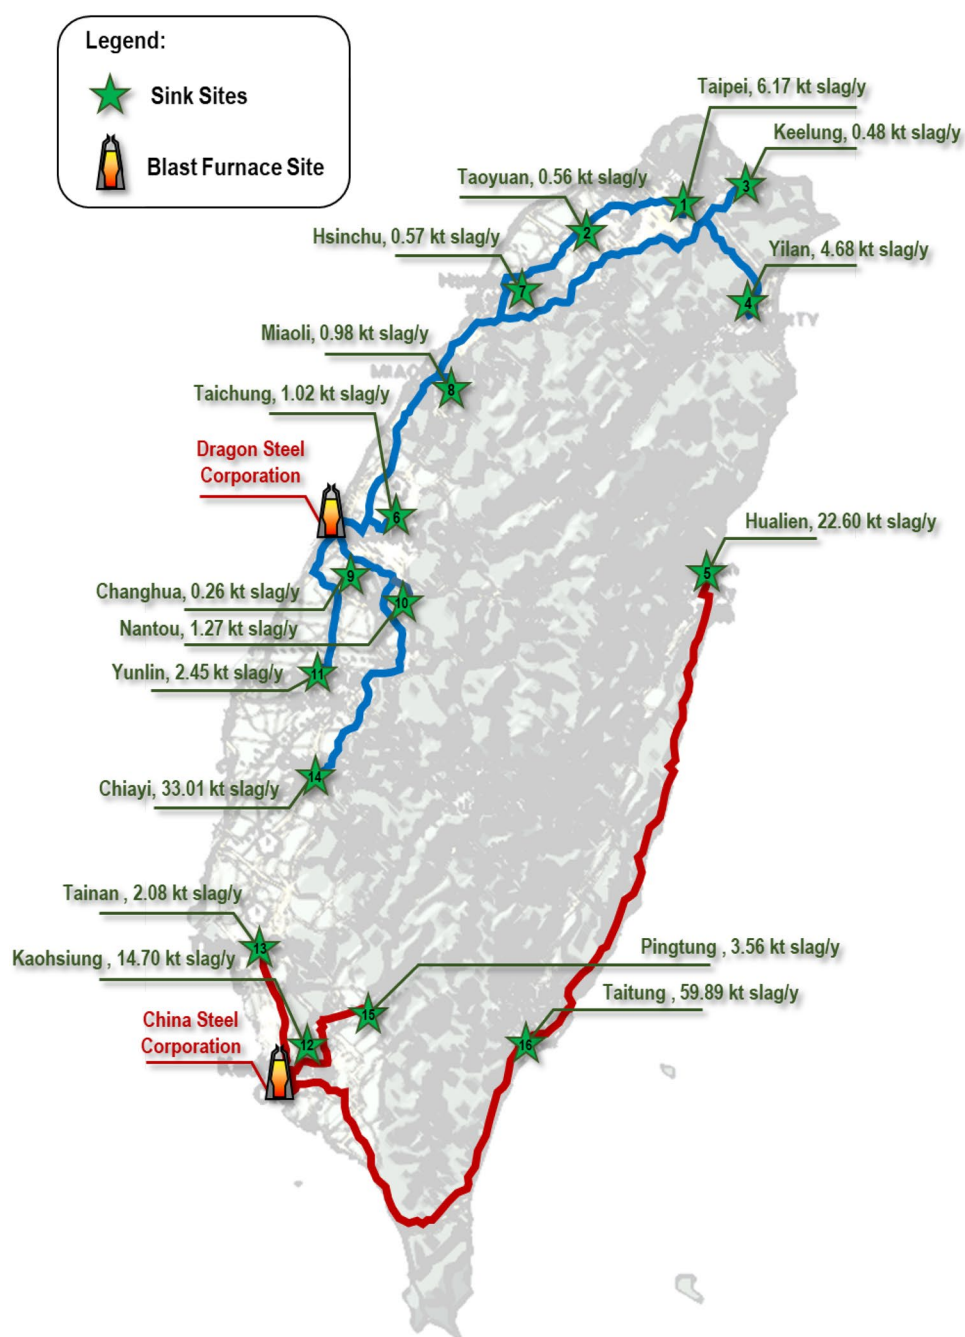 Legend:
Sink Sites
Blast Furnace Site
Taipei, 6.17 kt slag/y
Keelung, 0.48 kt slag/y
Taoyuan, 0.56 kt slag/y
3
1
2
Hsinchu, 0.57 kt slag/y
Yilan, 4.68 kt slag/y
7
4
Miaoli, 0.98 kt slag/y
8
Taichung, 1.02 kt slag/y
Dragon Steel
Corporation
6
Hualien, 22.60 kt slag/y
5
9
Changhua, 0.26 kt slag/y
10
Nantou, 1.27 kt slag/y
Yunlin, 2.45 kt slag/y
11
14
Chiayi, 33.01 kt slag/y
Tainan , 2.08 kt slag/y
13
Kaohsiung , 14.70 kt slag/y
Pingtung , 3.56 kt slag/y
Taitung , 59.89 kt slag/y
15
China Steel
Corporation
12
16